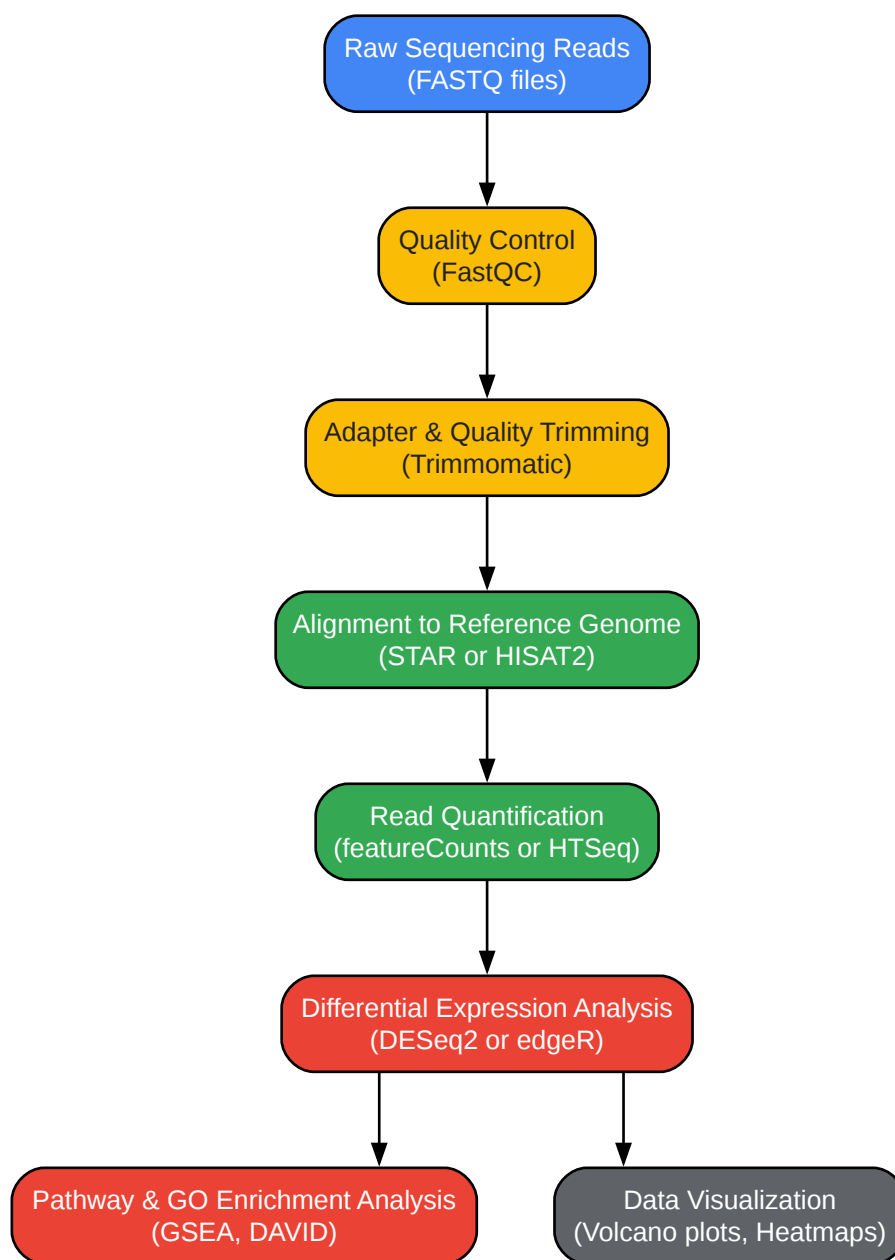 Raw Sequencing Reads
(FASTQ files)
Quality Control
(FastQC)
Adapter & Quality Trimming
(Trimmomatic)
Alignment to Reference Genome
(STAR or HISAT2)
Read Quantification
(featureCounts or HTSeq)
Differential Expression Analysis
(DESeq2 or edgeR)
Pathway & GO Enrichment Analysis
(GSEA, DAVID)
Data Visualization
(Volcano plots, Heatmaps)